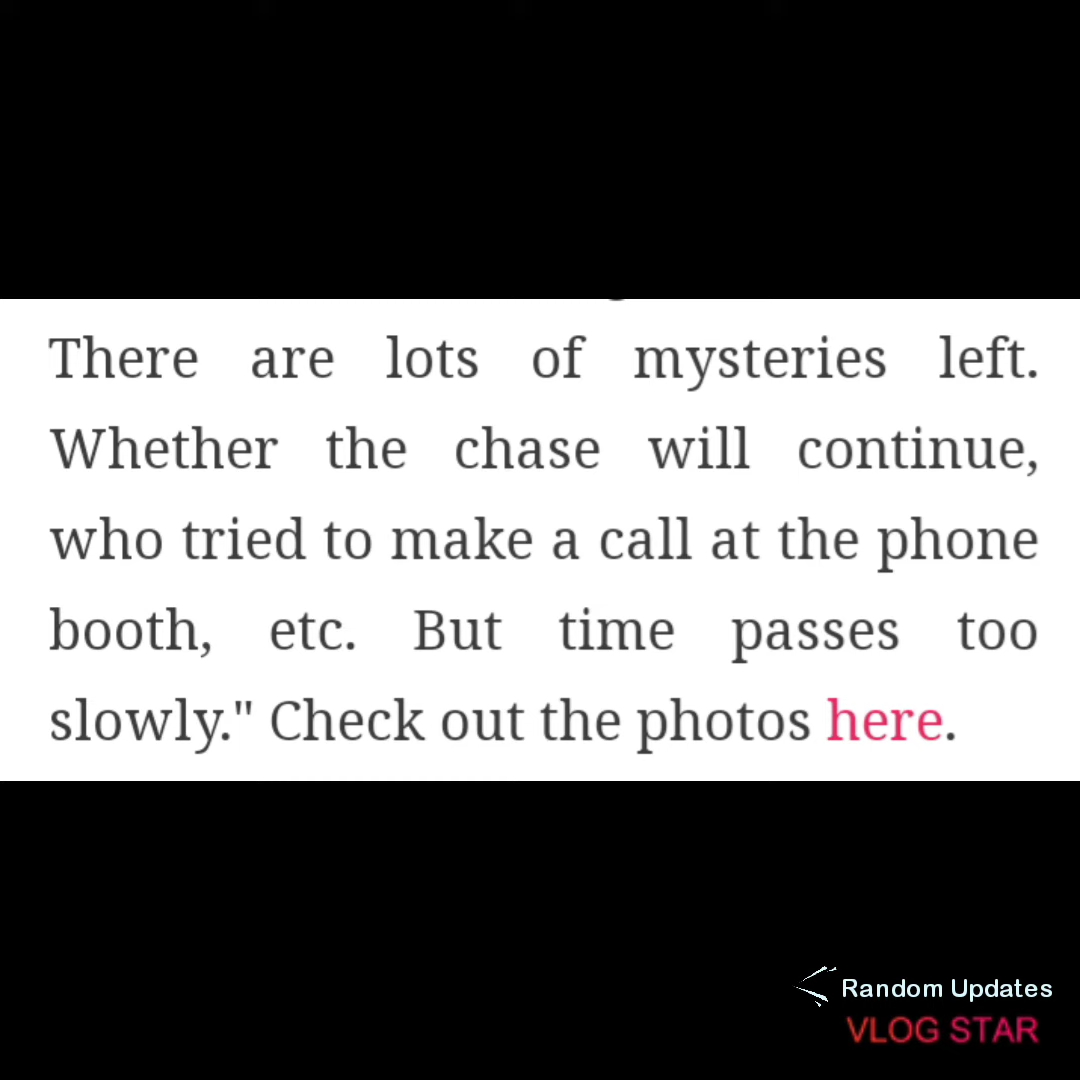 There are lots of mysteries left.
Whether the chase will continue,
who tried to make a call at the phone
booth, etc. But time passes too
slowly." Check out the photos here.
Random Updates
VLOG STAR